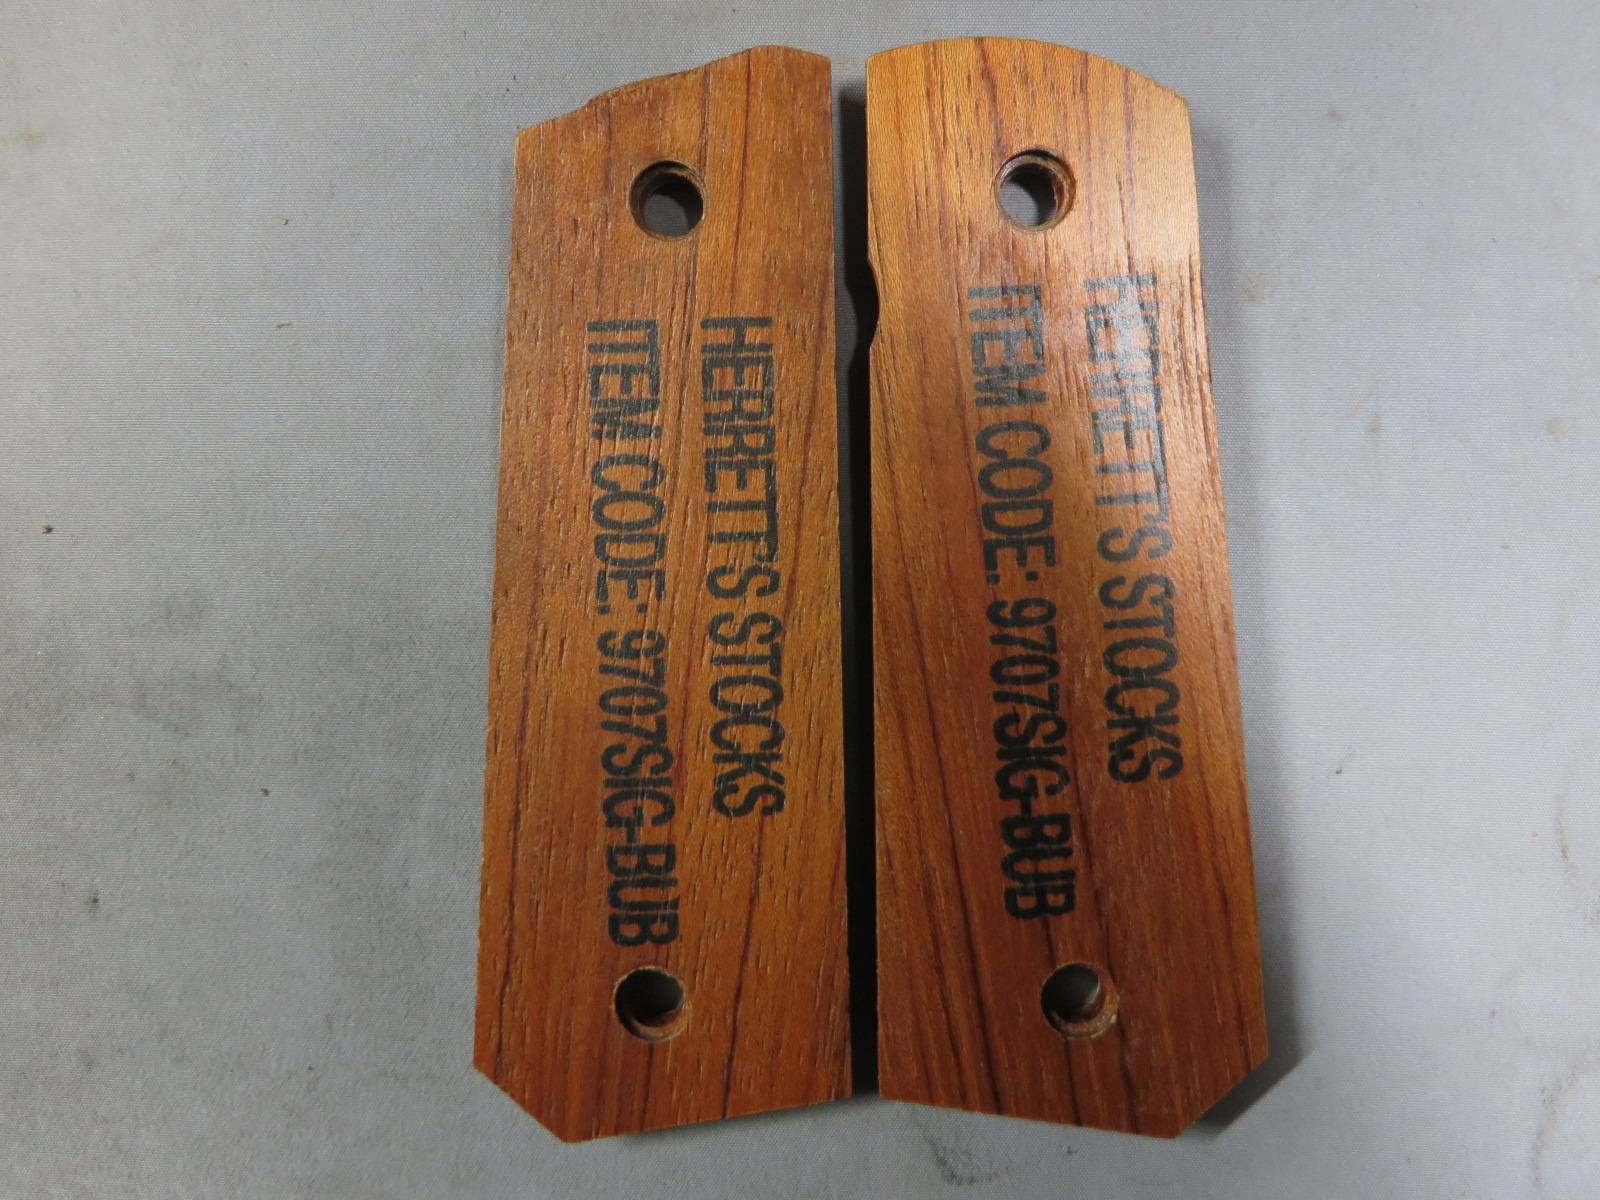 HERRETT'S STOCKS
ITEM CODE: 9707SIG-BUB
HERRETT'S STOCKS
ITEM CODE: 9707SIG-BUB